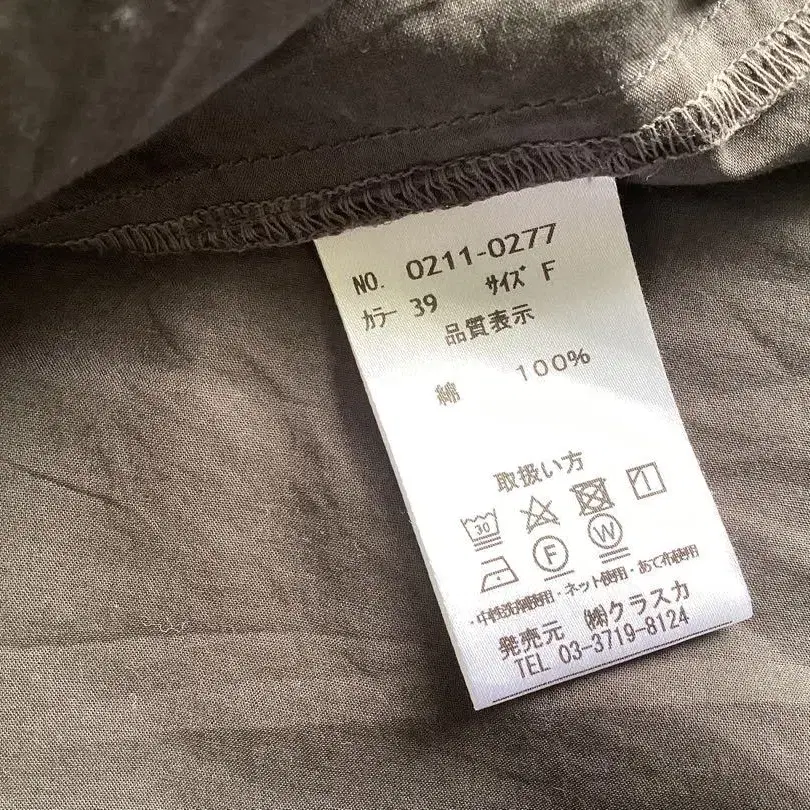 NO. 0211-0277
ｶﾗｰ 39 ｻｲｽﾞ F
品質表示
綿 100%
取扱い方
30
F W
・中性洗剤使用・ネット使用・あて布使用
発売元 ㈱クラスカ
TEL 03-3719-8124